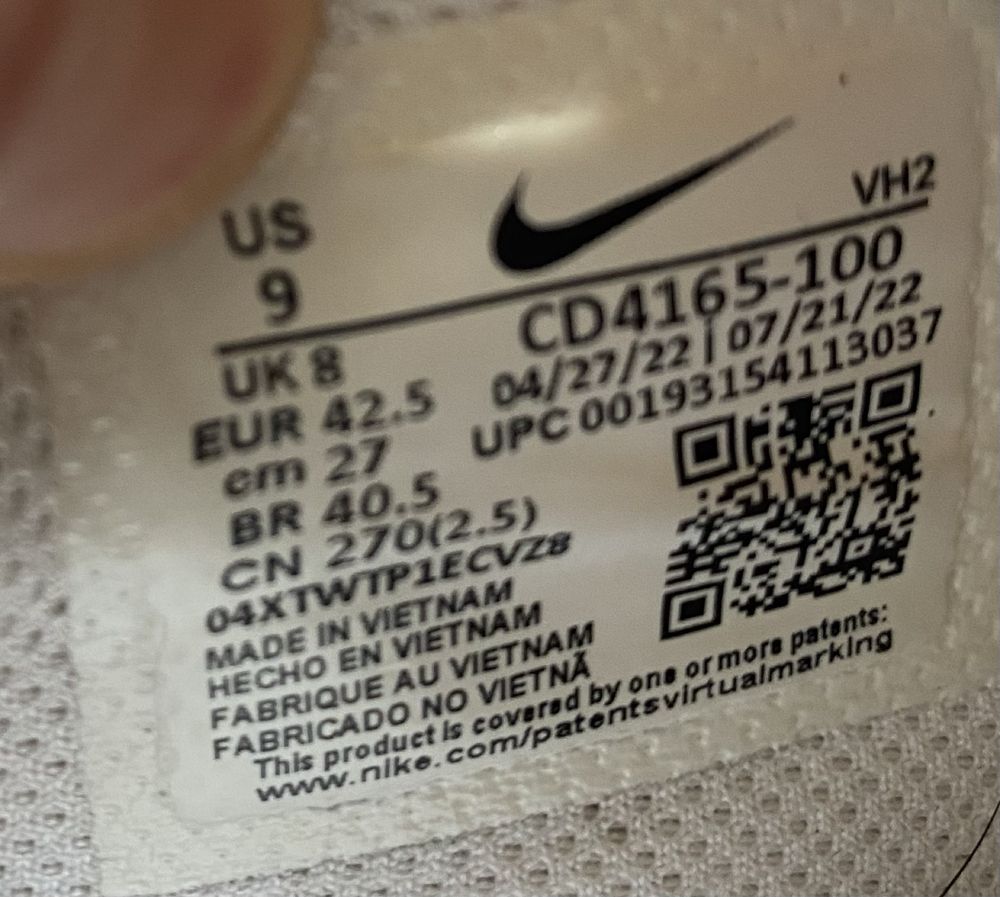 US
9
VH2
UK 8
EUR 42.5
cm 27
BR 40.5
CN 270(2.5)
CD4165-100
04/27/22 | 07/21/22
UPC 00193154113037
04XTWTP1ECVZ8
MADE IN VIETNAM
HECHO EN VIETNAM
FABRIQUE AU VIETNAM
FABRICADO NO VIETNÃ
This product is covered by one or more patents:
www.nike.com/patentsvirtualmarking